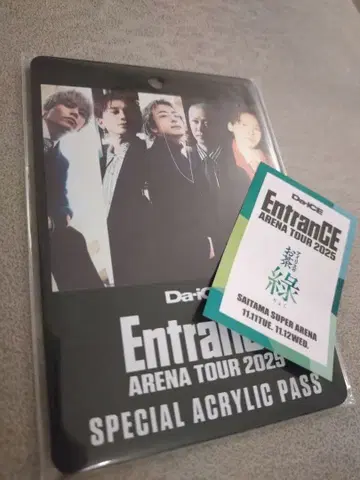 Da-iCE
EntranCE
ARENA TOUR 2025
SPECIAL ACRYLIC PASS
Da-iCE
EntranCE
ARENA TOUR 2025
緑
SAITAMA SUPER ARENA
11.11TUE. 11.12WED.